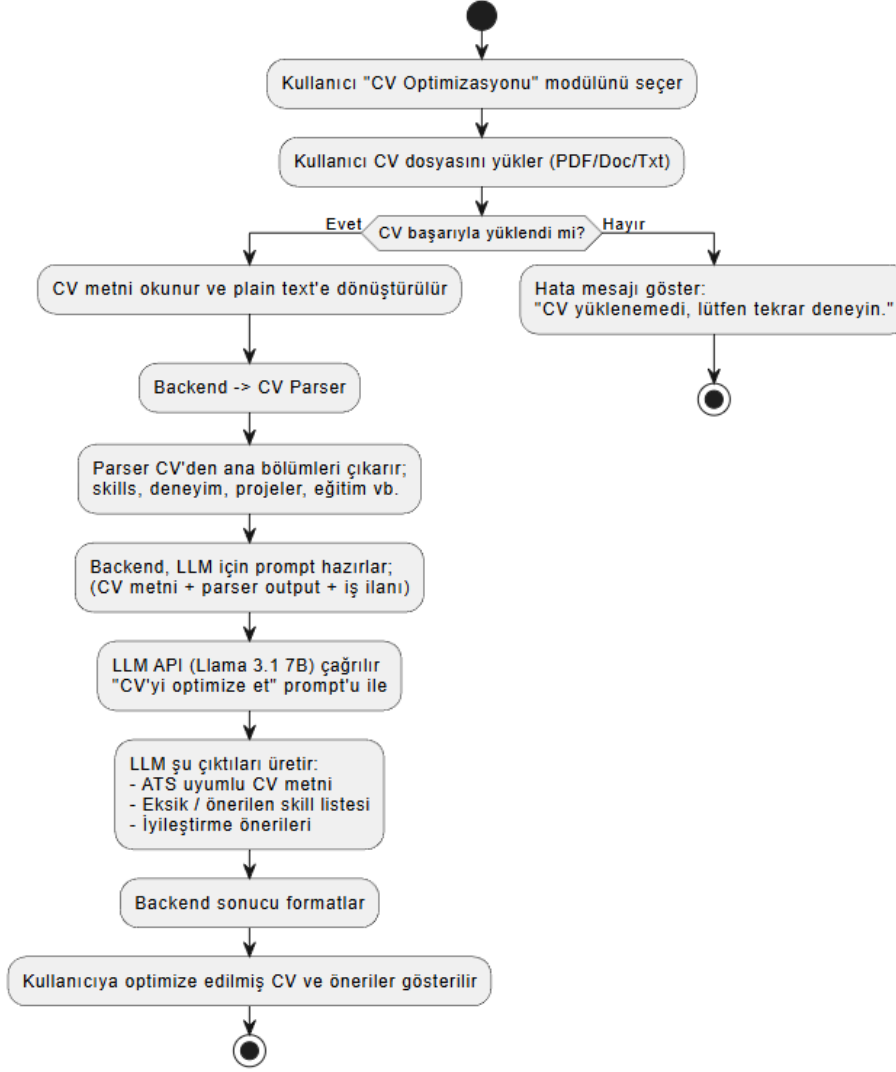 Kullanıcı "CV Optimizasyonu" modülünü seçer
Kullanıcı CV dosyasını yükler (PDF/Doc/Txt)
Evet
CV başarıyla yüklendi mi?
Hayır
CV metni okunur ve plain text'e dönüştürülür
Hata mesajı göster:
"CV yüklenemedi, lütfen tekrar deneyin."
Backend -> CV Parser
Parser CV'den ana bölümleri çıkarır;
skills, deneyim, projeler, eğitim vb.
Backend, LLM için prompt hazırlar;
(CV metni + parser output + iş ilanı)
LLM API (Llama 3.1 7B) çağrılır
"CV'yi optimize et" prompt'u ile
LLM şu çıktıları üretir:
- ATS uyumlu CV metni
- Eksik / önerilen skill listesi
- İyileştirme önerileri
Backend sonucu formatlar
Kullanıcıya optimize edilmiş CV ve öneriler gösterilir